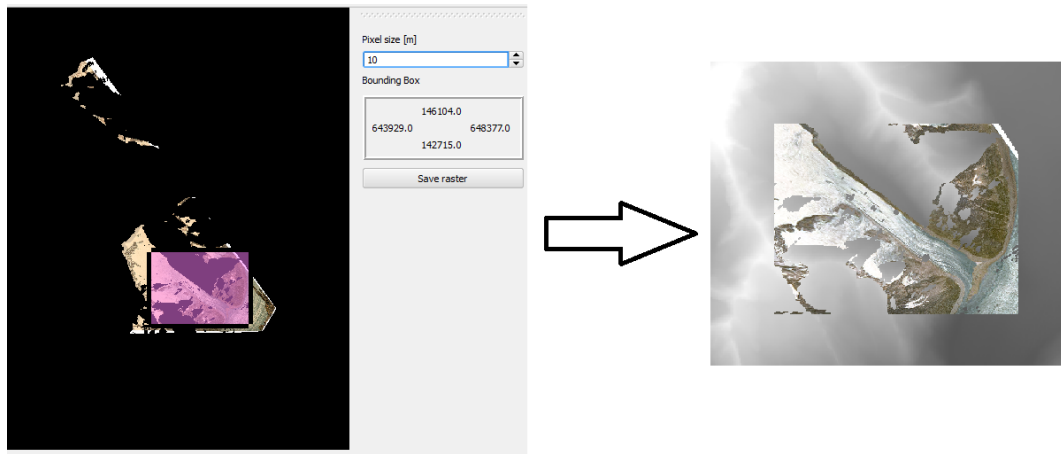 Pixel size [m]
10
Bounding Box
146104.0
643929.0 648377.0
142715.0
Save raster